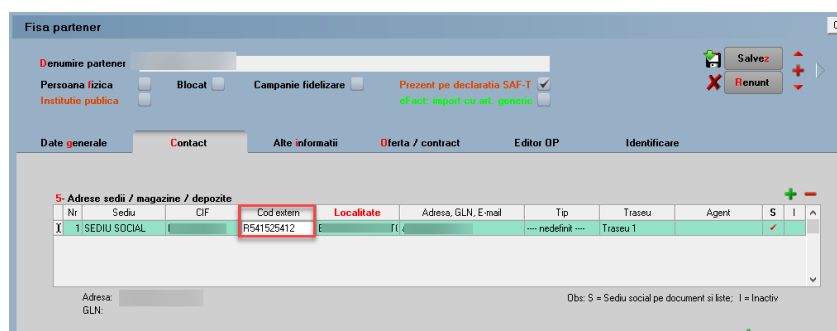 Fisa partener
Denumire partener
Salvez
Persoana fizica Blocat Campanie fidelizare Prezent pe declaratia SAF-T
Renunt
Institutie publica eFact: import cu art. generic
Date generale Contact Alte informatii Oferta / contract Editor OP Identificare
5- Adrese sedii / magazine / depozite
Nr Sediu CIF Cod extern Localitate Adresa, GLN, E-mail Tip Traseu Agent S I
1 SEDIU SOCIAL R541525412 ---- nedefinit ---- Traseu 1
Adresa: Obs: S = Sediu social pe document si liste; I = Inactiv
GLN: